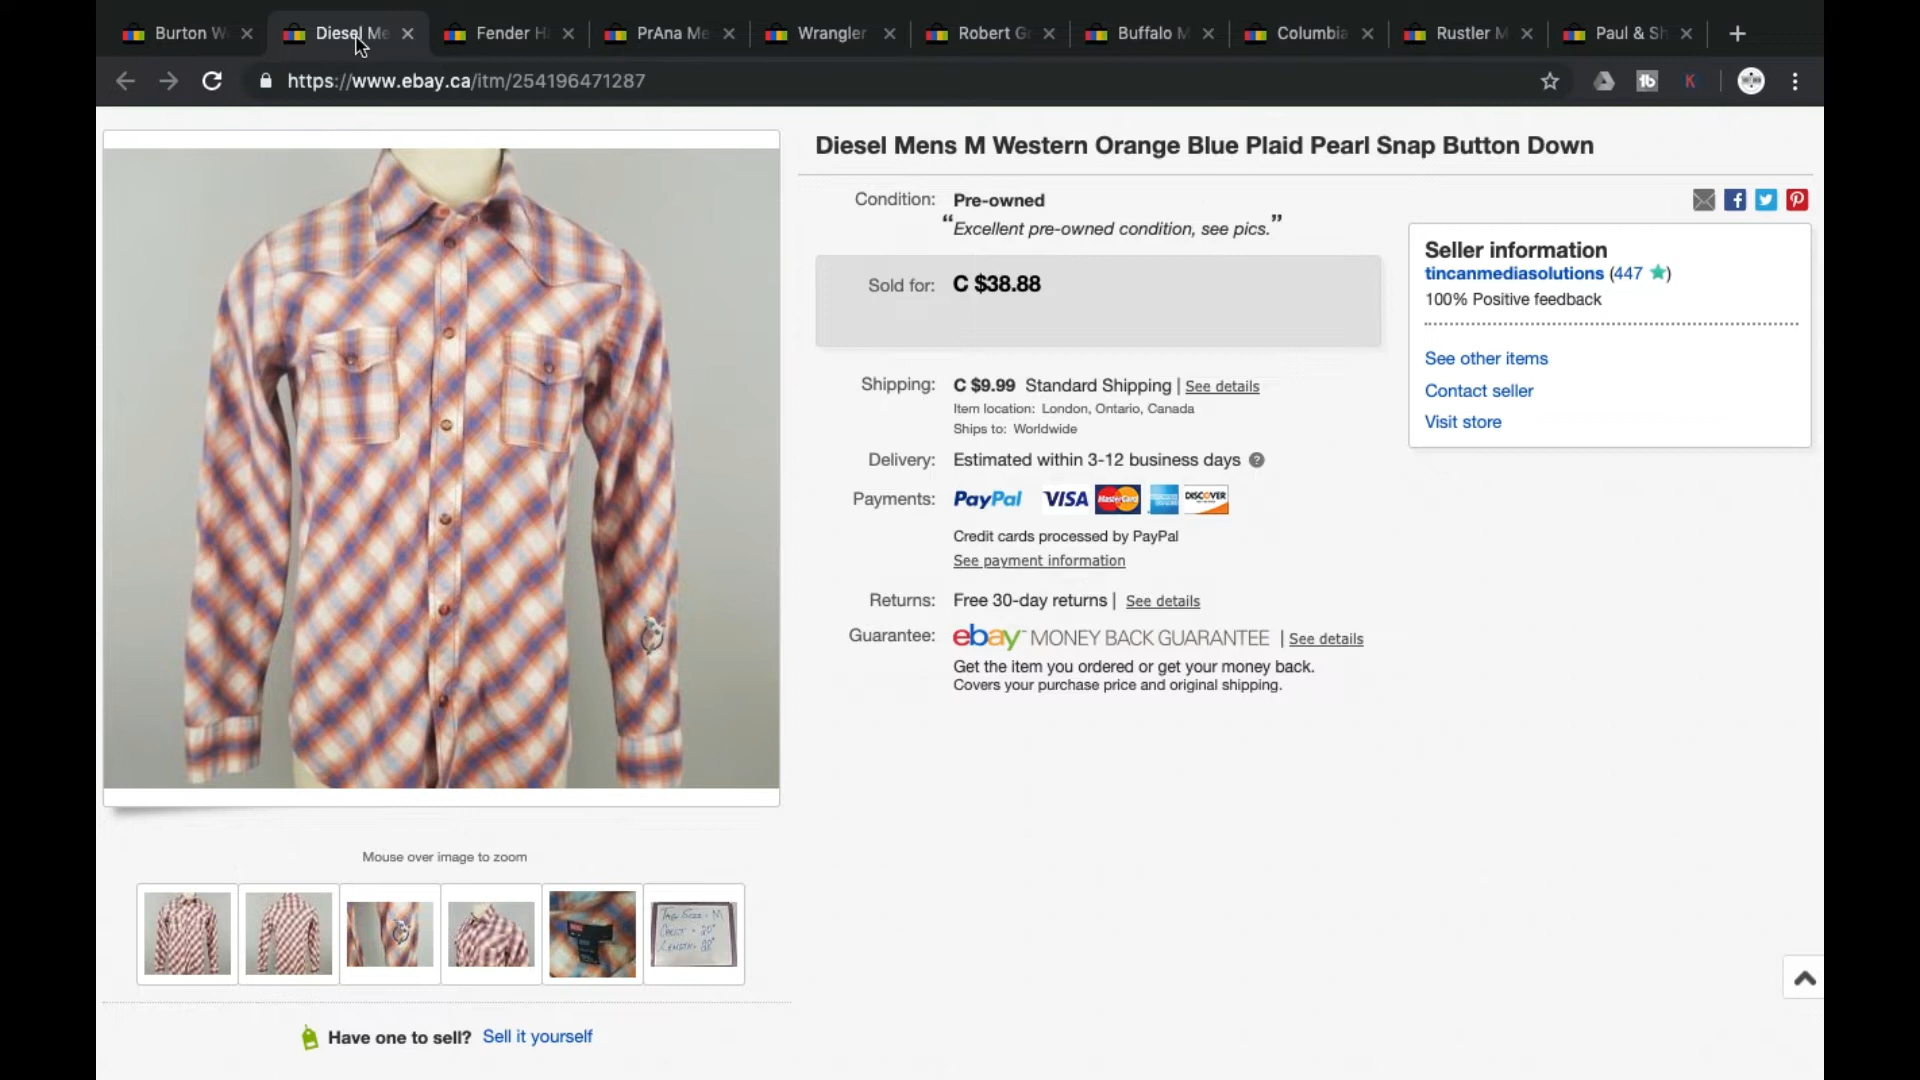 Burton W
Diesel Me
Fender H
PrAna Me
Wrangler
Robert G
Buffalo M
Columbia
Rustler M
Paul & Sh
https://www.ebay.ca/itm/254196471287
Diesel Mens M Western Orange Blue Plaid Pearl Snap Button Down
Condition: Pre-owned
“Excellent pre-owned condition, see pics.”
Sold for: C $38.88
Shipping: C $9.99 Standard Shipping | See details
Item location: London, Ontario, Canada
Ships to: Worldwide
Delivery: Estimated within 3-12 business days
Payments: PayPal VISA MasterCard DISCOVER
Credit cards processed by PayPal
See payment information
Returns: Free 30-day returns | See details
Guarantee: ebay MONEY BACK GUARANTEE | See details
Get the item you ordered or get your money back.
Covers your purchase price and original shipping.
Seller information
tincanmediasolutions (447)
100% Positive feedback
See other items
Contact seller
Visit store
Mouse over image to zoom
Tag Size - M
Chest - 20"
Have one to sell? Sell it yourself